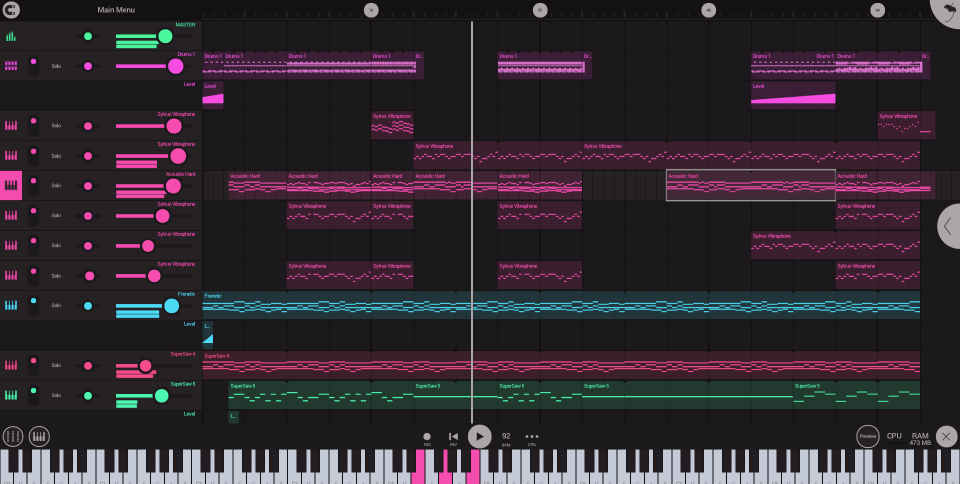 Main Menu
MASTER
Drums 1
Solo
Drums 1 Drums 1 Drums 1 Drums 1 Dr..
Drums 1 Dr..
Drums 1 Drums 1 Drums 1 Dr..
Level
Level
Level
Sytrus Vibraphone
Solo
Sytrus Vibraphone
Sytrus Vibraphone
Sytrus Vibraphone
Solo
Sytrus Vibraphone
Sytrus Vibraphone
Acoustic Hard
Solo
Acoustic Hard Acoustic Hard Acoustic Hard Acoustic Hard Acoustic Hard
Acoustic Hard Acoustic Hard
Sytrus Vibraphone
Solo
Sytrus Vibraphone Sytrus Vibraphone
Sytrus Vibraphone
Sytrus Vibraphone
Sytrus Vibraphone
Solo
Sytrus Vibraphone
Sytrus Vibraphone
Solo
Sytrus Vibraphone Sytrus Vibraphone
Sytrus Vibraphone
Sytrus Vibraphone
Frenetic
Solo
Frenetic
Level
L..
SuperSaw 4
Solo
SuperSaw 4
SuperSaw 5
Solo
SuperSaw 5
SuperSaw 5
SuperSaw 5
SuperSaw 5
SuperSaw 5
Level
L..
REC
REV
92
BPM
CTRL
Preview
CPU
RAM
473 MB